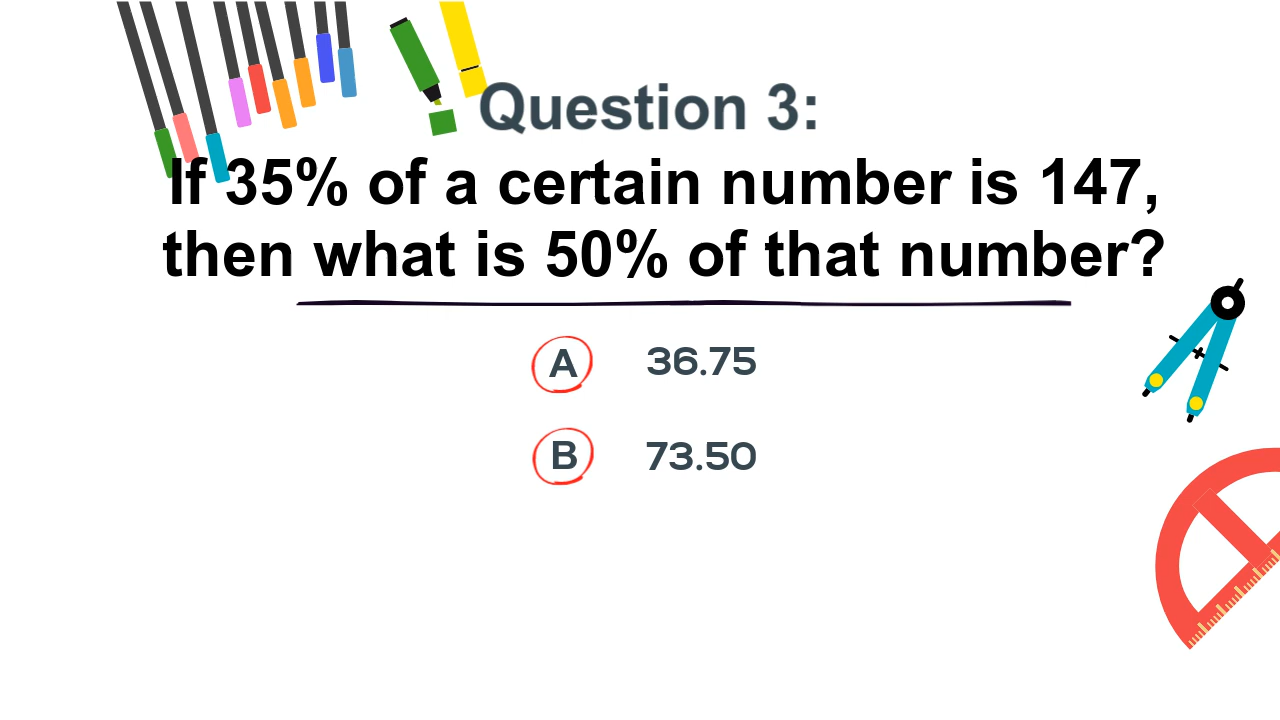 Question 3:
If 35% of a certain number is 147,
then what is 50% of that number?
A 36.75
B 73.50